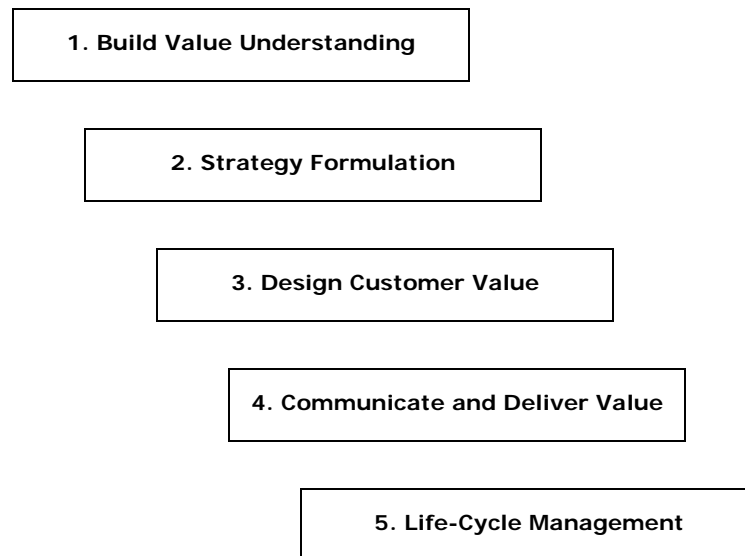 1. Build Value Understanding
2. Strategy Formulation
3. Design Customer Value
4. Communicate and Deliver Value
5. Life-Cycle Management